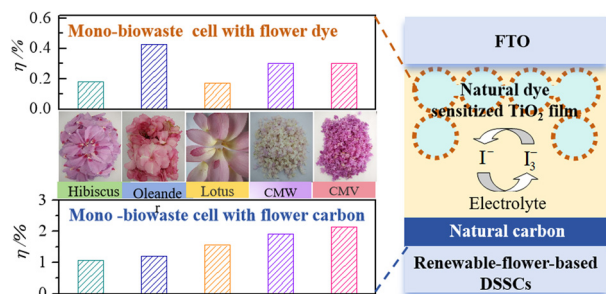 0.6
0.4
0.2
0.0
η /%
Mono-biowaste cell with flower dye
Hibiscus
Oleande
r
Lotus
CMW
CMV
3
2
1
0
η /%
Mono -biowaste cell with flower carbon
FTO
Natural dye
sensitized TiO₂ film
I⁻
I₃⁻
Electrolyte
Natural carbon
Renewable-flower-based
DSSCs